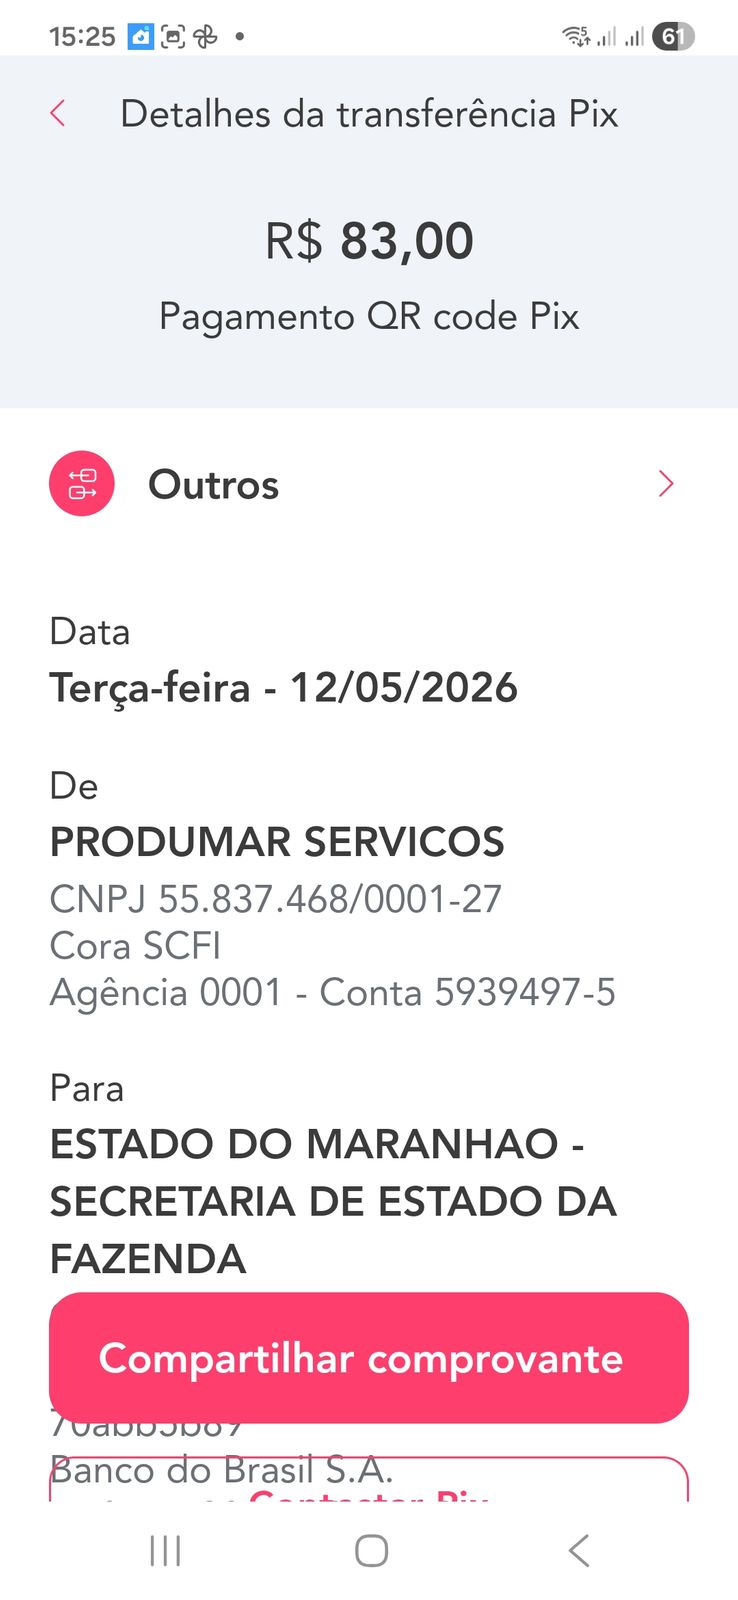 15:25
61
Detalhes da transferência Pix
R$ 83,00
Pagamento QR code Pix
Outros
Data
Terça-feira - 12/05/2026
De
PRODUMAR SERVICOS
CNPJ 55.837.468/0001-27
Cora SCFI
Agência 0001 - Conta 5939497-5
Para
ESTADO DO MARANHAO -
SECRETARIA DE ESTADO DA
FAZENDA
Compartilhar comprovante
Banco do Brasil S.A.
Contestar Pix